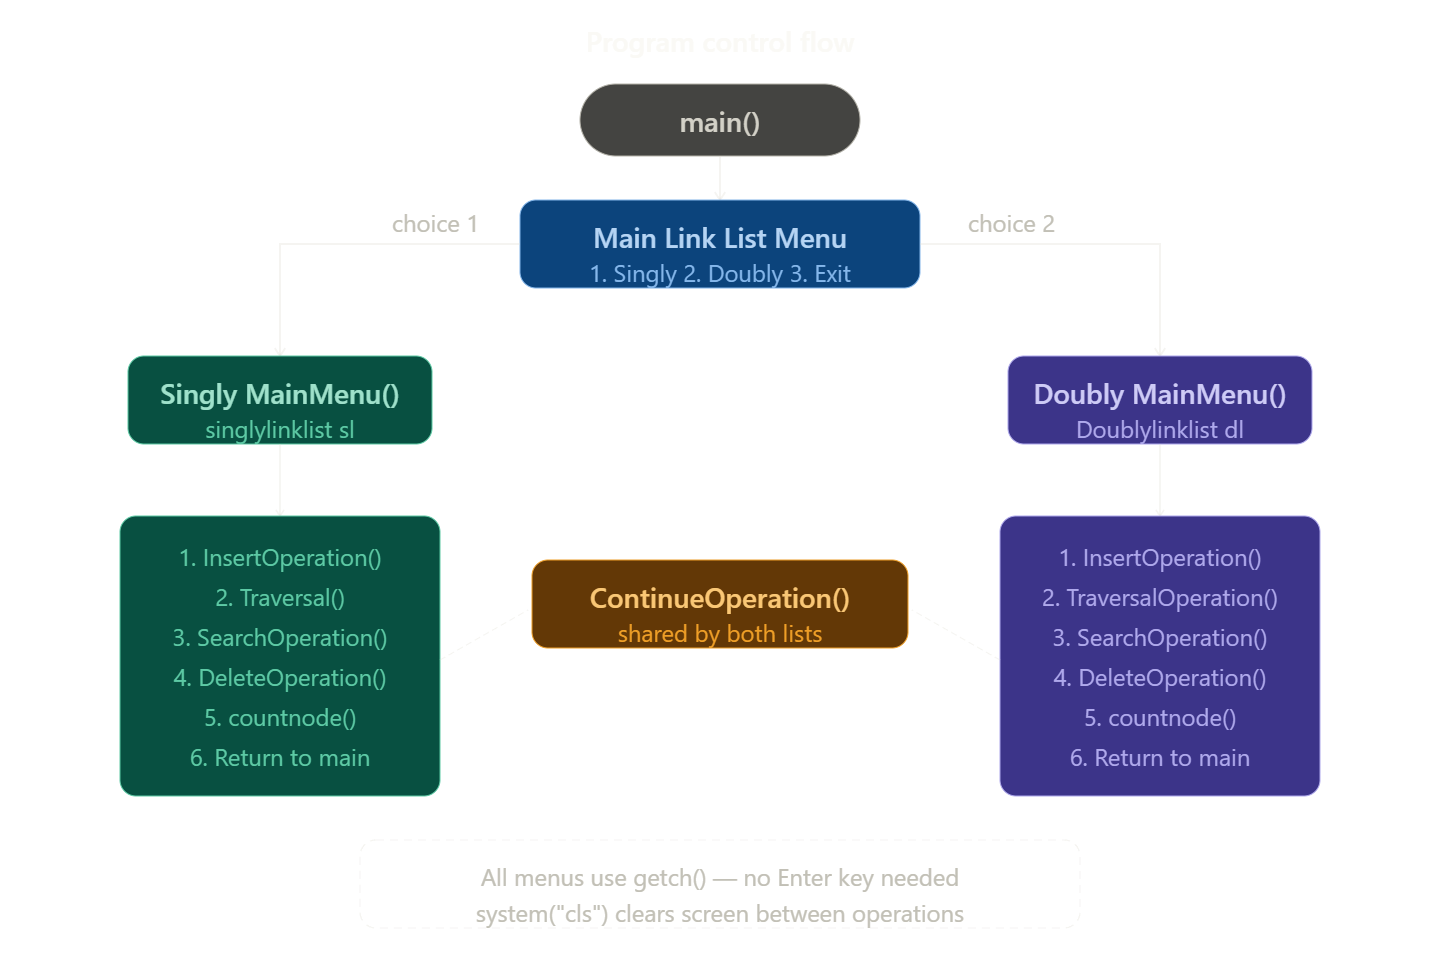 Program control flow
main()
choice 1
Main Link List Menu
choice 2
1. Singly 2. Doubly 3. Exit
Singly MainMenu()
singlylinklist sl
Doubly MainMenu()
Doublylinklist dl
1. InsertOperation()
2. Traversal()
3. SearchOperation()
4. DeleteOperation()
5. countnode()
6. Return to main
ContinueOperation()
shared by both lists
1. InsertOperation()
2. TraversalOperation()
3. SearchOperation()
4. DeleteOperation()
5. countnode()
6. Return to main
All menus use getch() — no Enter key needed
system("cls") clears screen between operations